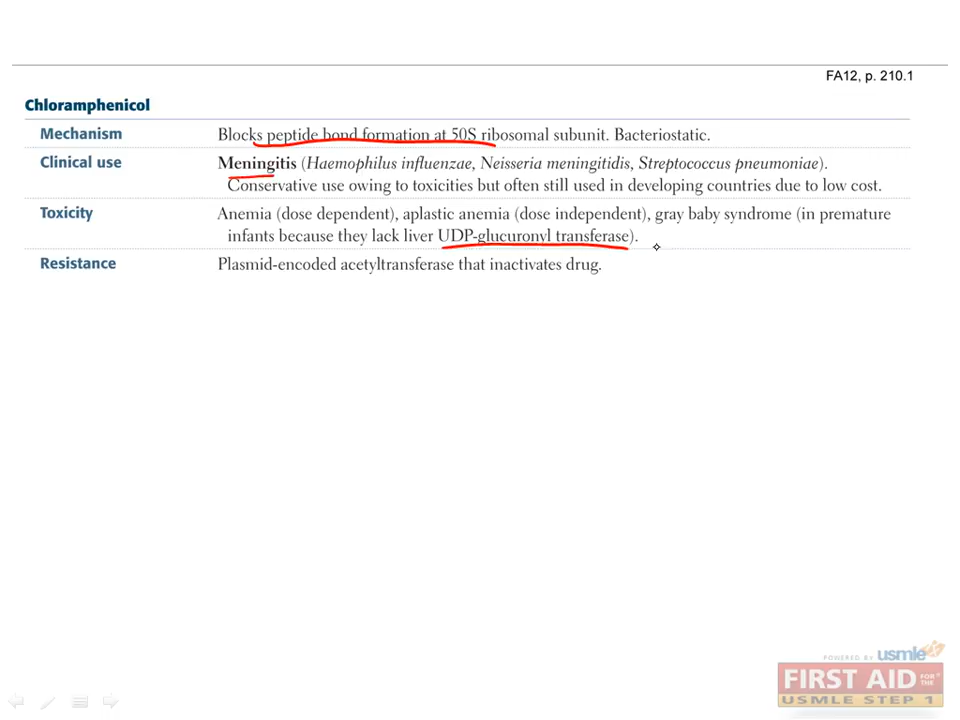 FA12, p. 210.1
Chloramphenicol
Mechanism Blocks peptide bond formation at 50S ribosomal subunit. Bacteriostatic.
Clinical use Meningitis (Haemophilus influenzae, Neisseria meningitidis, Streptococcus pneumoniae).
Conservative use owing to toxicities but often still used in developing countries due to low cost.
Toxicity Anemia (dose dependent), aplastic anemia (dose independent), gray baby syndrome (in premature
infants because they lack liver UDP-glucuronyl transferase).
Resistance Plasmid-encoded acetyltransferase that inactivates drug.
POWERED BY usmle
FIRST AID FOR THE
USMLE STEP 1